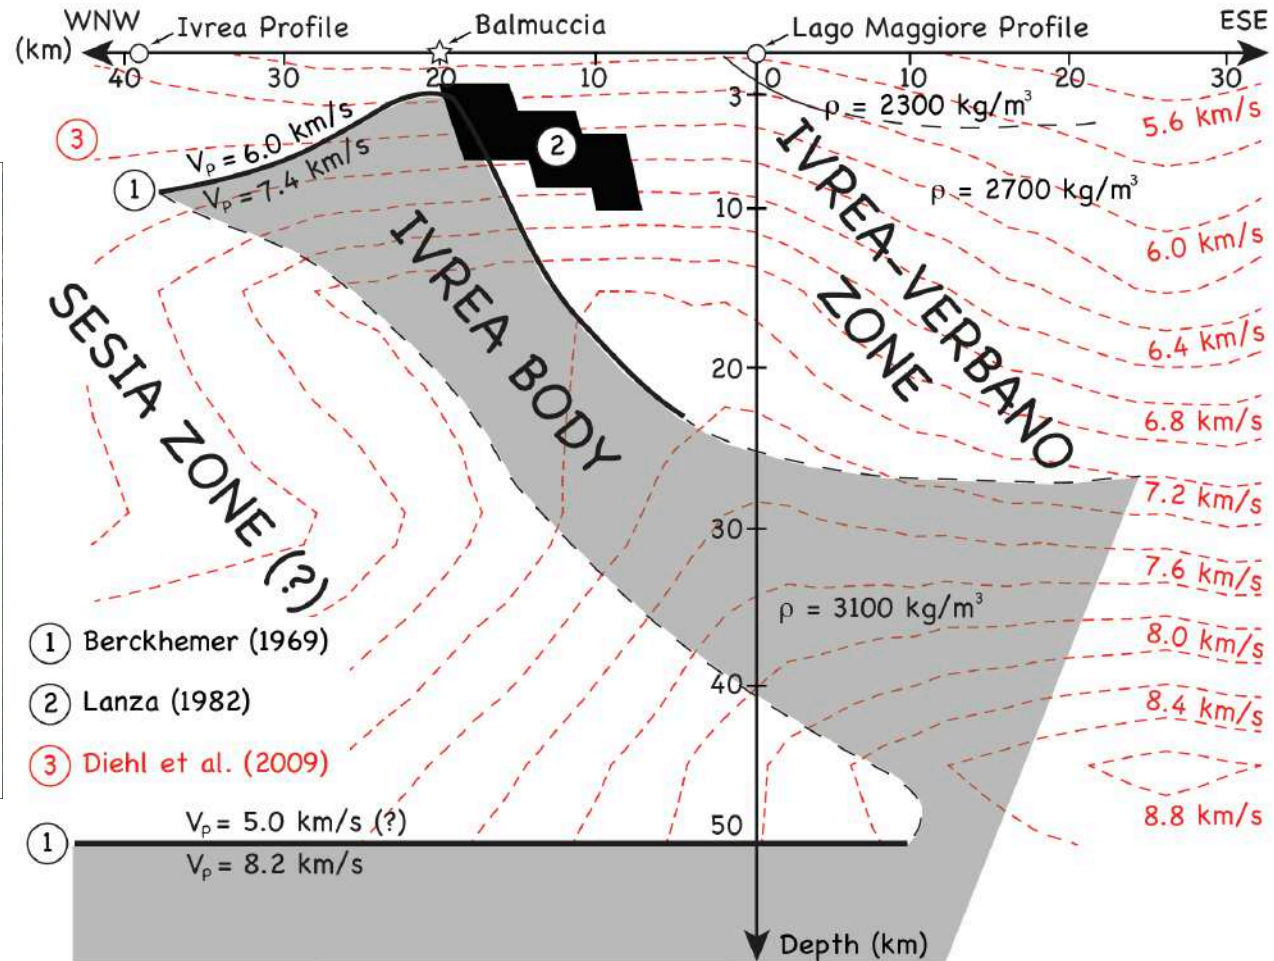 WNW
Ivrea Profile
Balmuccia
Lago Maggiore Profile
ESE
(km)
40 30 20 10 0 10 20 30
3
ρ = 2300 kg/m³
5.6 km/s
3
Vₚ = 6.0 km/s
2
1
Vₚ = 7.4 km/s
ρ = 2700 kg/m³
10
6.0 km/s
IVREA-VERBANO
ZONE
IVREA BODY
SESIA ZONE (?)
6.4 km/s
20
6.8 km/s
7.2 km/s
30
7.6 km/s
ρ = 3100 kg/m³
8.0 km/s
1 Berckhemer (1969)
40
2 Lanza (1982)
8.4 km/s
3 Diehl et al. (2009)
8.8 km/s
Vₚ = 5.0 km/s (?)
50
1
Vₚ = 8.2 km/s
Depth (km)